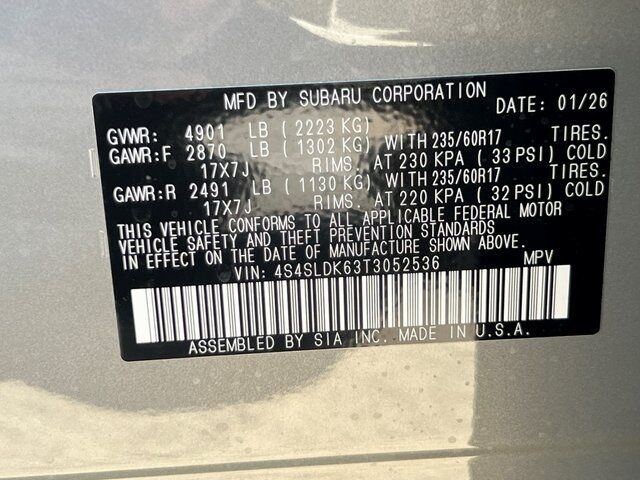 MFD BY SUBARU CORPORATION DATE: 01/26
GVWR: 4901 LB ( 2223 KG)
GAWR:F 2870 LB ( 1302 KG) WITH 235/60R17 TIRES.
17X7J RIMS. AT 230 KPA ( 33 PSI) COLD
GAWR:R 2491 LB ( 1130 KG) WITH 235/60R17 TIRES.
17X7J RIMS. AT 220 KPA ( 32 PSI) COLD
THIS VEHICLE CONFORMS TO ALL APPLICABLE FEDERAL MOTOR
VEHICLE SAFETY AND THEFT PREVENTION STANDARDS
IN EFFECT ON THE DATE OF MANUFACTURE SHOWN ABOVE.
VIN: 4S4SLDK63T3052536 MPV
ASSEMBLED BY SIA INC. MADE IN U.S.A.